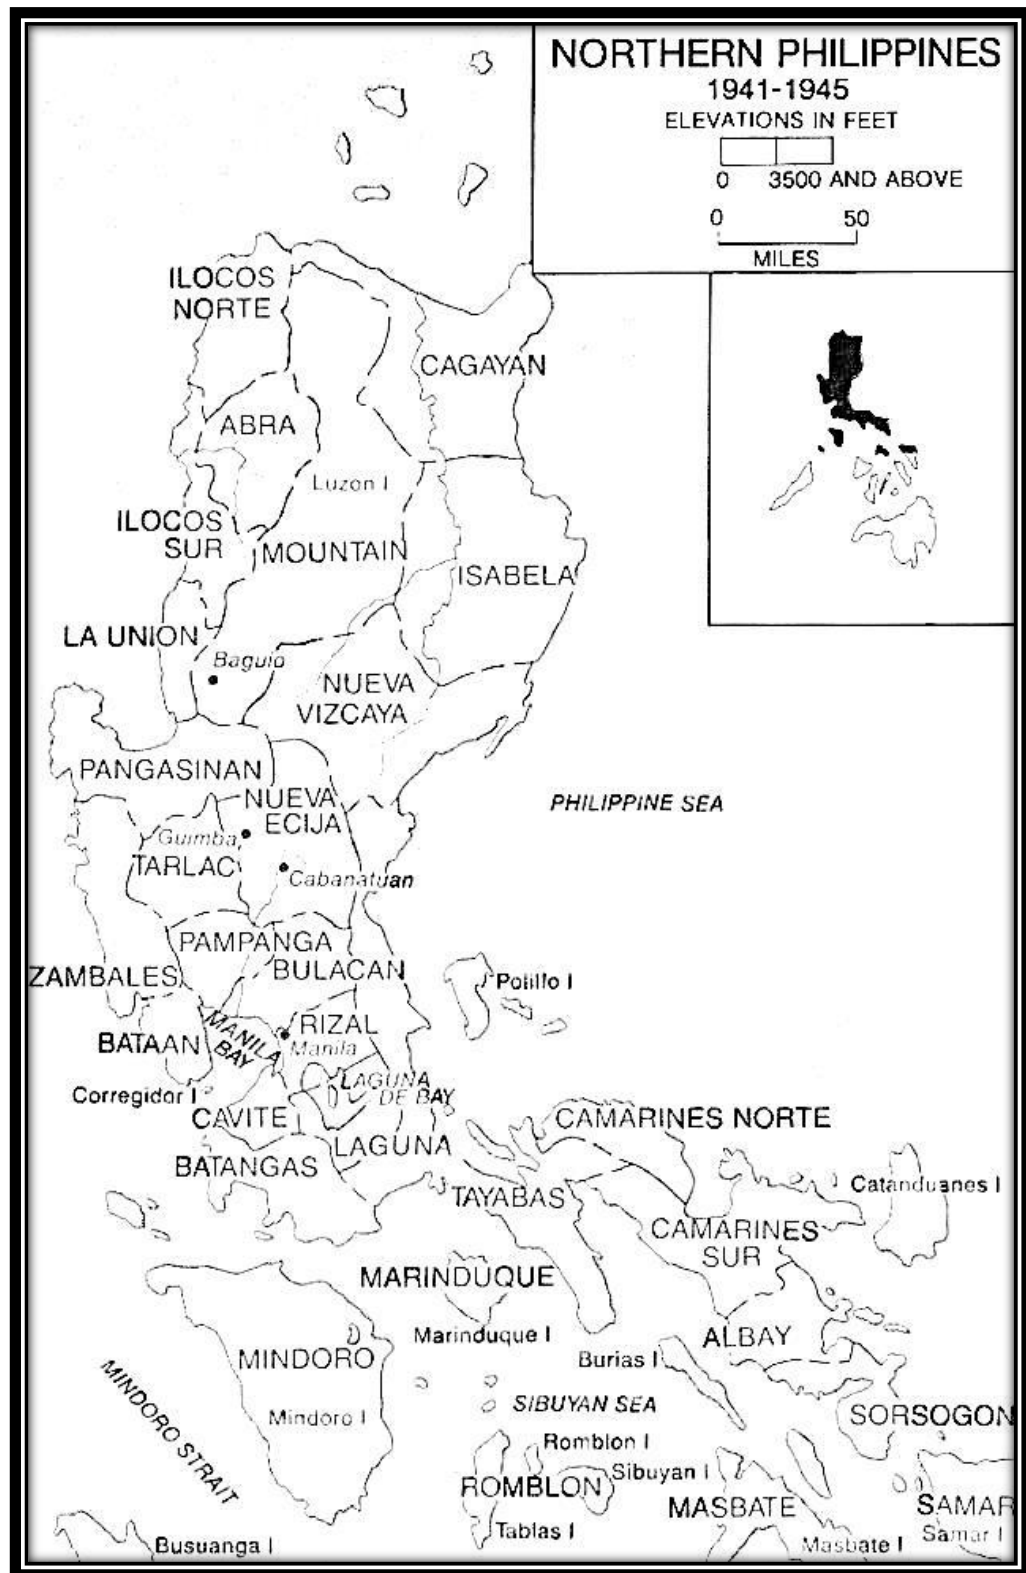 NORTHERN PHILIPPINES
1941-1945
ELEVATIONS IN FEET
0 3500 AND ABOVE
0 50
MILES
ILOCOS
NORTE
CAGAYAN
ABRA
Luzon I
ILOCOS
SUR
MOUNTAIN
ISABELA
LA UNION
Baguio
NUEVA
VIZCAYA
PANGASINAN
NUEVA
ECIJA
PHILIPPINE SEA
Guimba
TARLAC
Cabanatuan
PAMPANGA
BULACAN
ZAMBALES
Polillo I
RIZAL
MANILA
BAY
BATAAN
Manila
Corregidor I
LAGUNA
DE BAY
CAVITE
CAMARINES NORTE
LAGUNA
BATANGAS
TAYABAS
Catanduanes I
CAMARINES
SUR
MARINDUQUE
Marinduque I
ALBAY
MINDORO
Burias I
MINDORO STRAIT
SIBUYAN SEA
Mindoro I
SORSOGON
Romblon I
Sibuyan I
ROMBLON
MASBATE
SAMAR
Tablas I
Samar I
Busuanga I
Masbate I